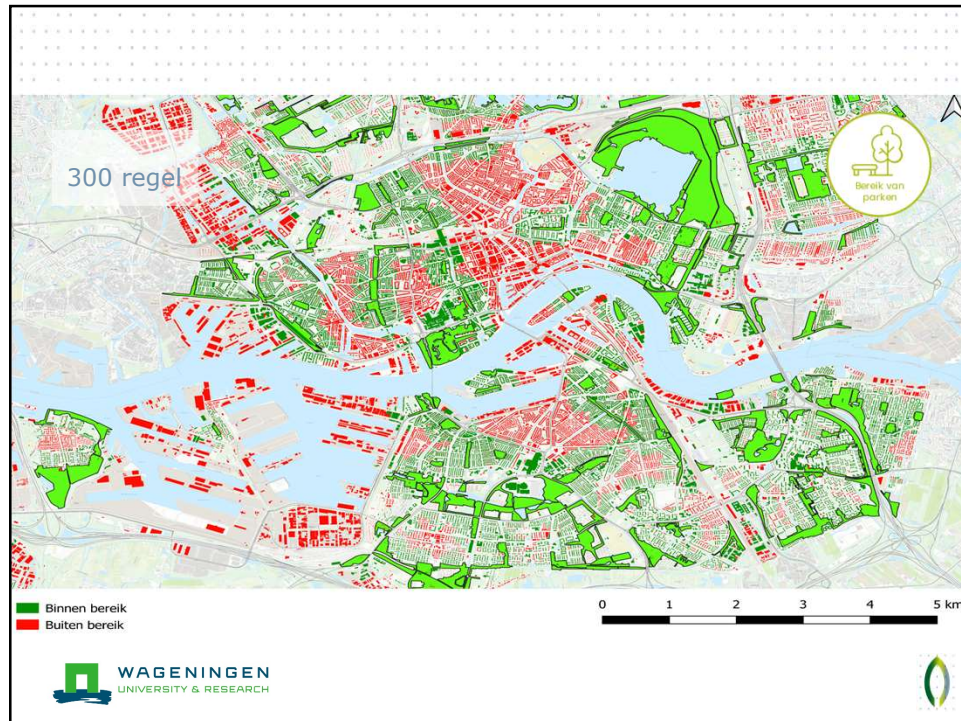 300 regel
Bereik van
parken
Binnen bereik
Buiten bereik
0 1 2 3 4 5 km
WAGENINGEN
UNIVERSITY & RESEARCH